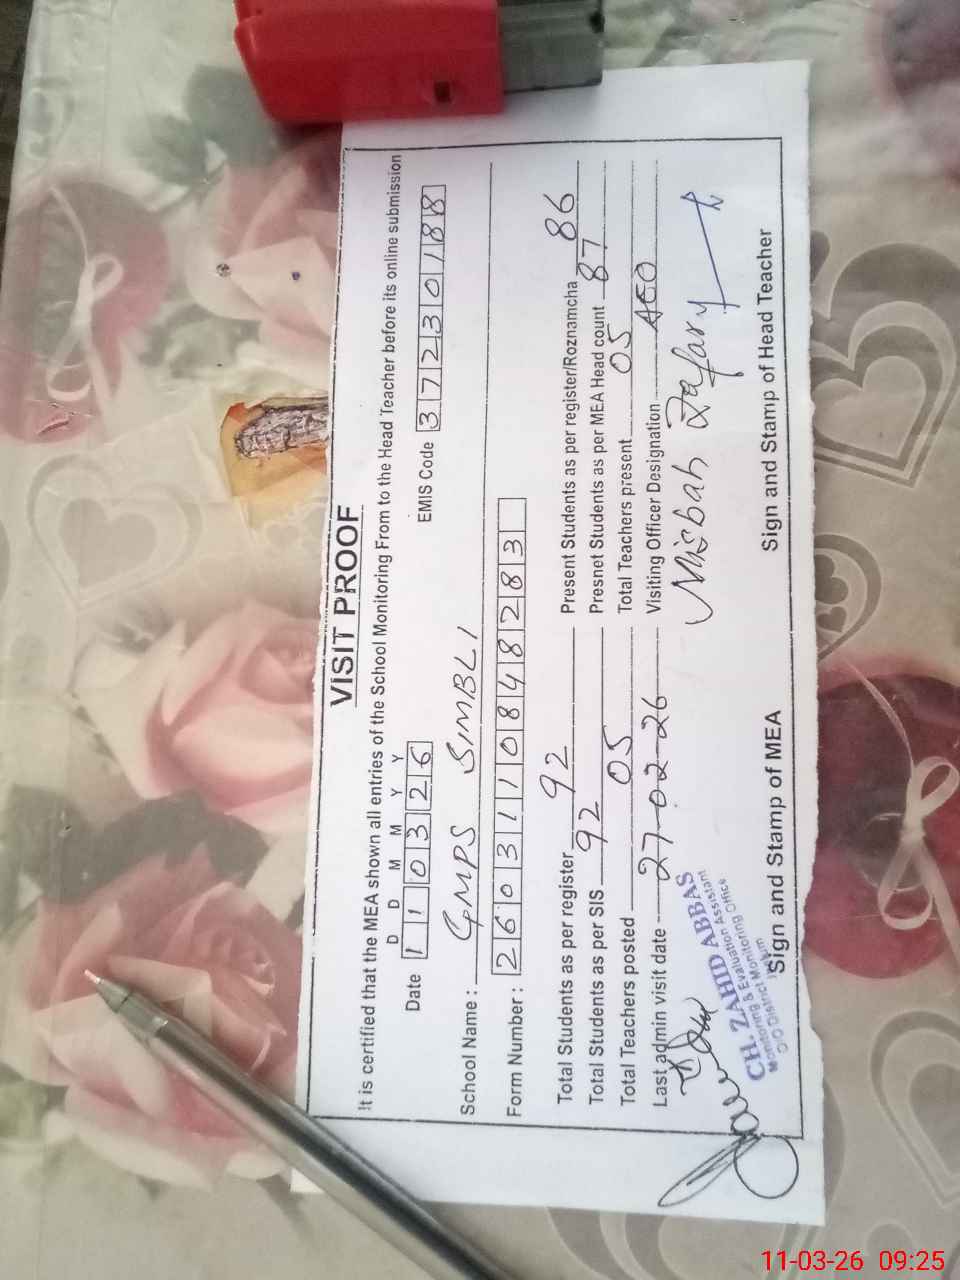 VISIT PROOF
It is certified that the MEA shown all entries of the School Monitoring From to the Head Teacher before its online submission
D D M M Y Y
Date 1 1 0 3 2 6 EMIS Code 3 7 2 3 0 1 8 8
School Name : GMPS SIMBLI
Form Number : 2 6 0 3 1 1 0 8 4 8 2 8 3
Total Students as per register 92 Present Students as per register/Roznamcha 86
Total Students as per SIS 92 Presnet Students as per MEA Head count 87
Total Teachers posted 05 Total Teachers present 05
Last admin visit date 27-02-26 Visiting Officer Designation AEO
Misbah Zafary
CH. ZAHID ABBAS
Monitoring & Evaluation Assistant
O/O District Monitoring Office
Jhelum
Sign and Stamp of MEA Sign and Stamp of Head Teacher
11-03-26 09:25